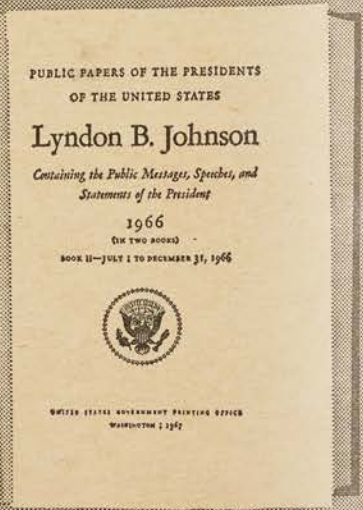 PUBLIC PAPERS OF THE PRESIDENTS
OF THE UNITED STATES
Lyndon B. Johnson
Containing the Public Messages, Speeches, and
Statements of the President
1966
(IN TWO BOOKS)
BOOK II—JULY 1 TO DECEMBER 31, 1966
UNITED STATES GOVERNMENT PRINTING OFFICE
WASHINGTON : 1967